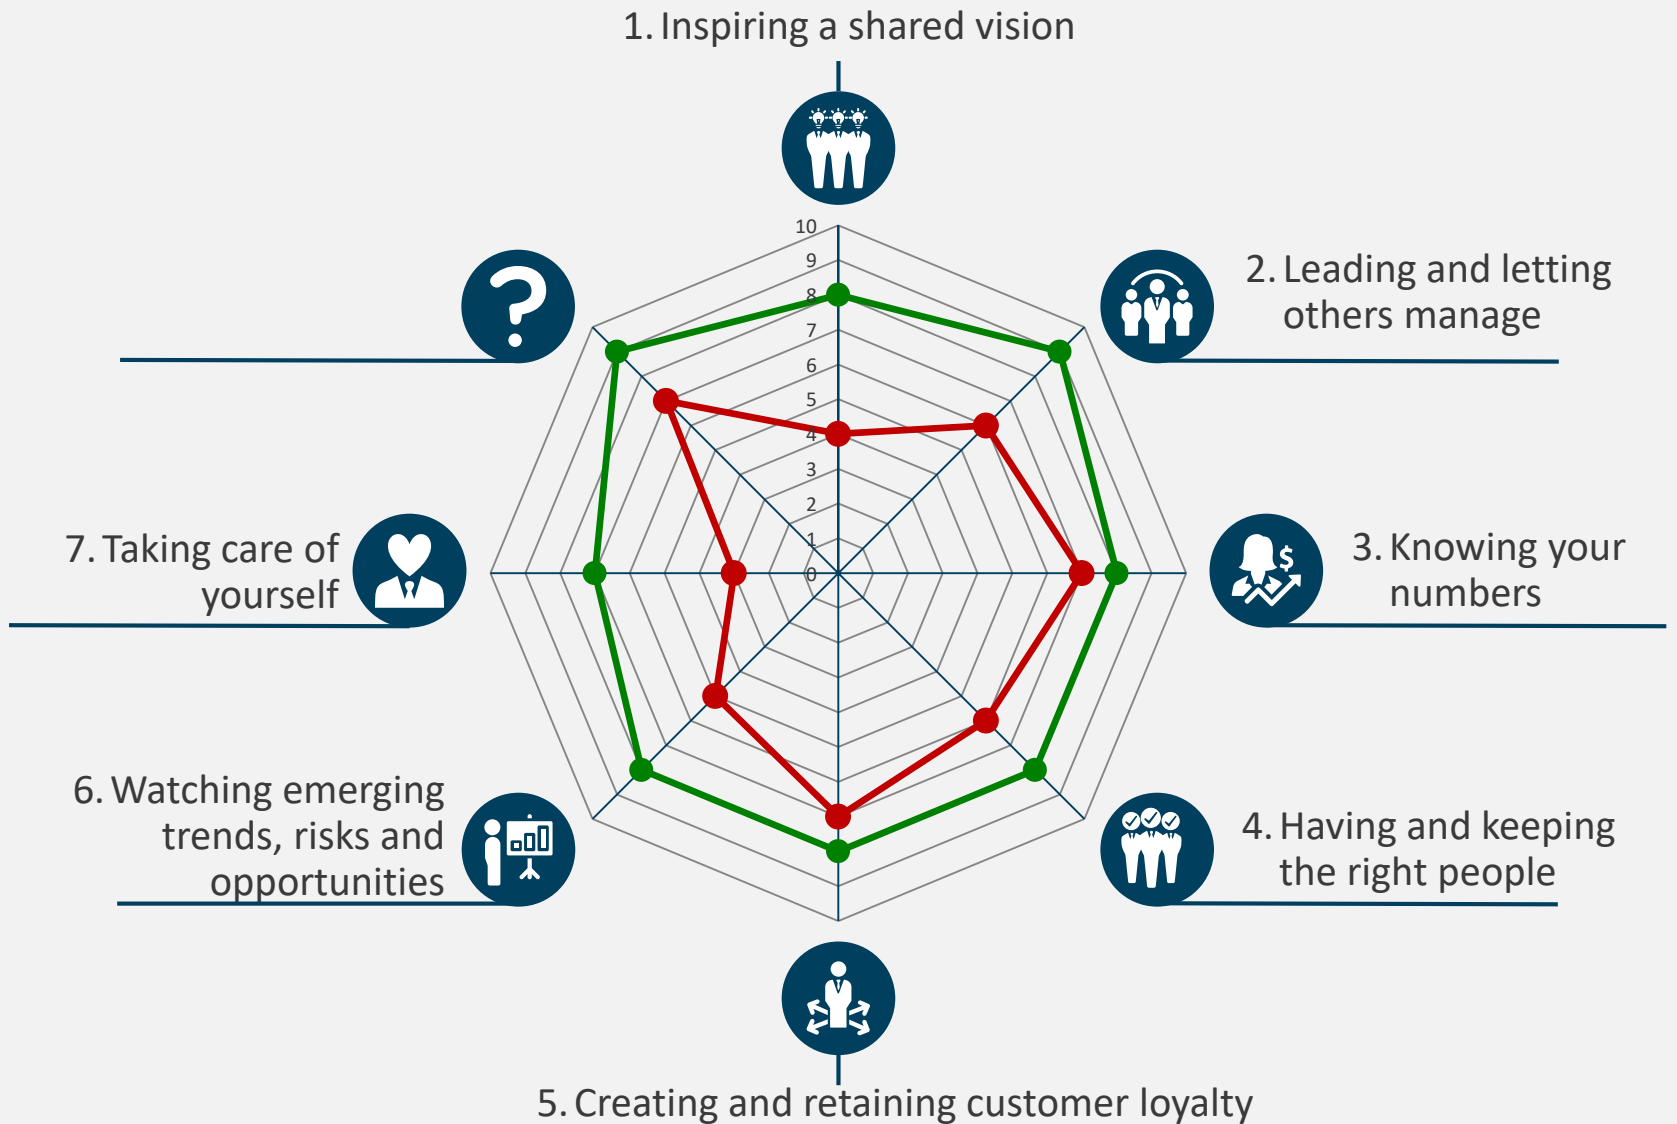 1. Inspiring a shared vision
10
9
8
7
6
5
4
3
2
1
0
?
2. Leading and letting
others manage
3. Knowing your
numbers
$
4. Having and keeping
the right people
5. Creating and retaining customer loyalty
6. Watching emerging
trends, risks and
opportunities
7. Taking care of
yourself